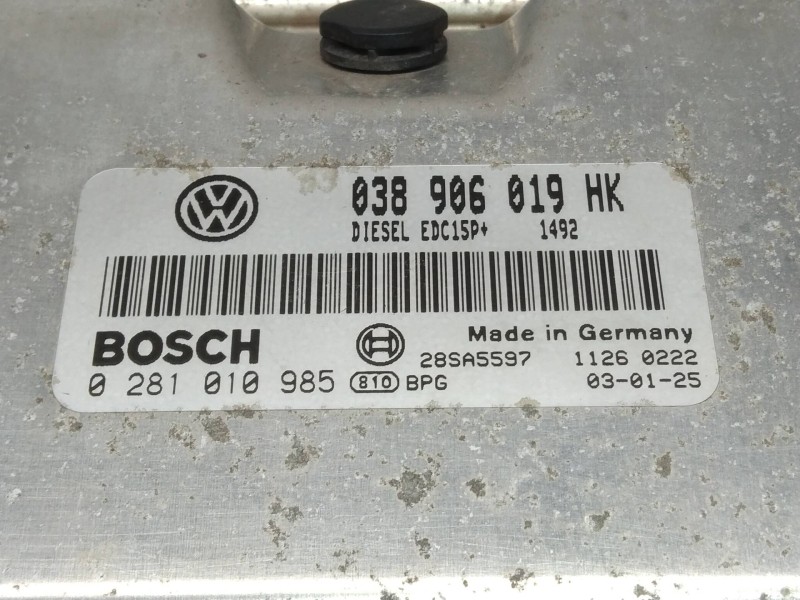 038 906 019 HK
DIESEL EDC15P+ 1492
BOSCH
Made in Germany
28SA5597 1126 0222
0 281 010 985 810 BPG 03-01-25